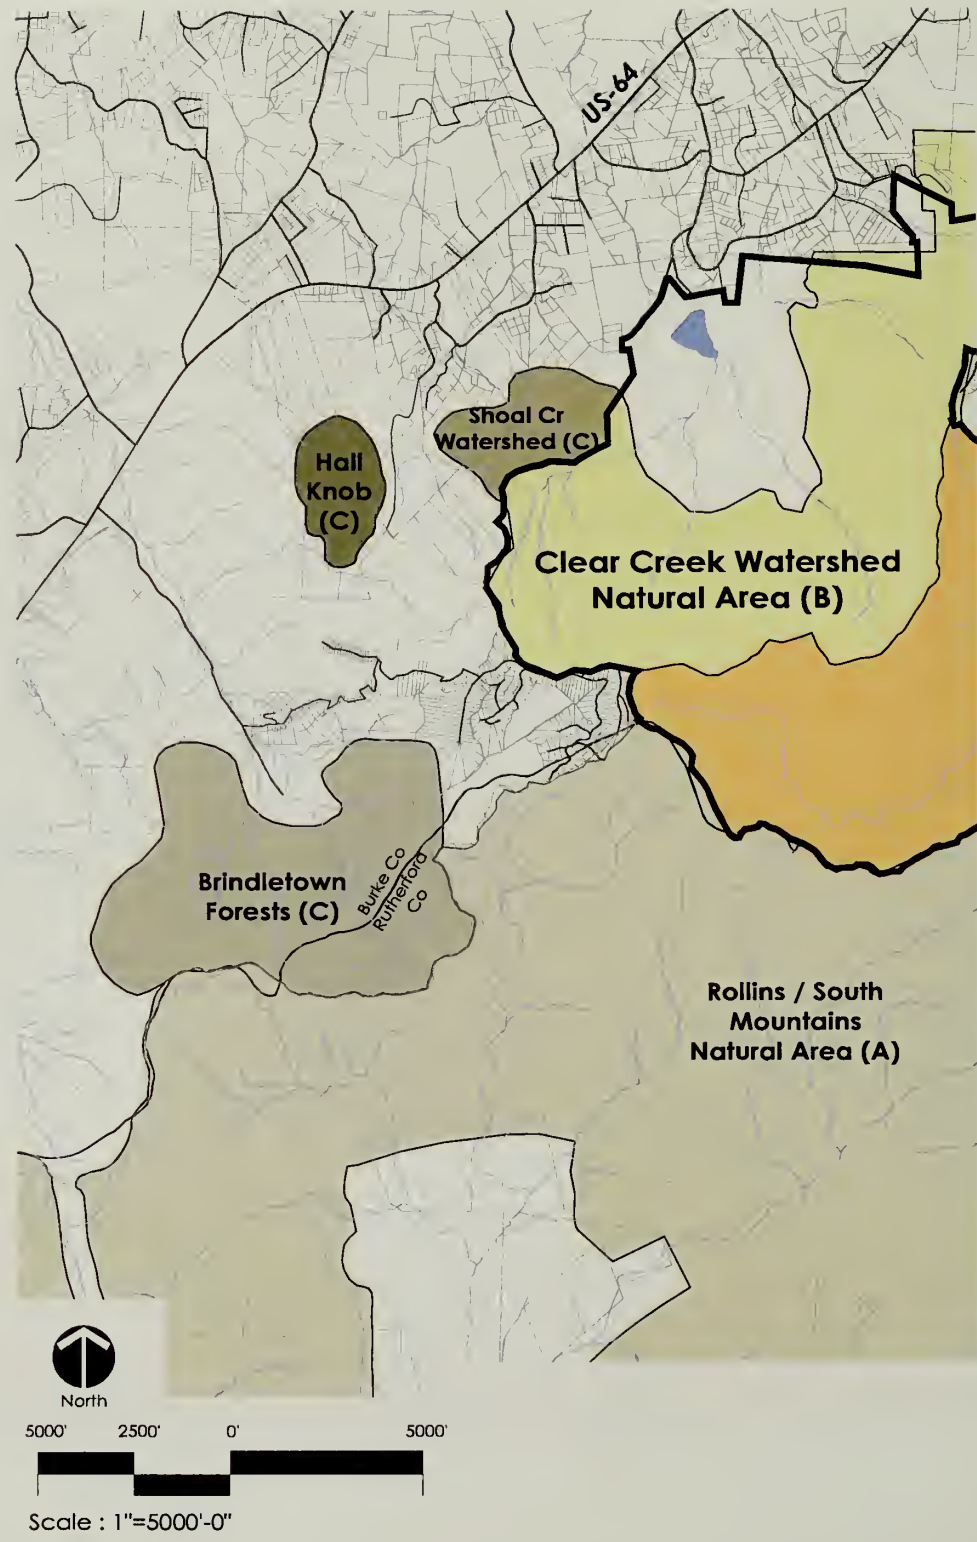 US-64
Shoal Cr
Watershed (C)
Hall
Knob
(C)
Clear Creek Watershed
Natural Area (B)
Brindletown
Forests (C)
Burke Co
Rutherford
Co
Rollins / South
Mountains
Natural Area (A)
North
5000' 2500' 0' 5000'
Scale : 1"=5000'-0"